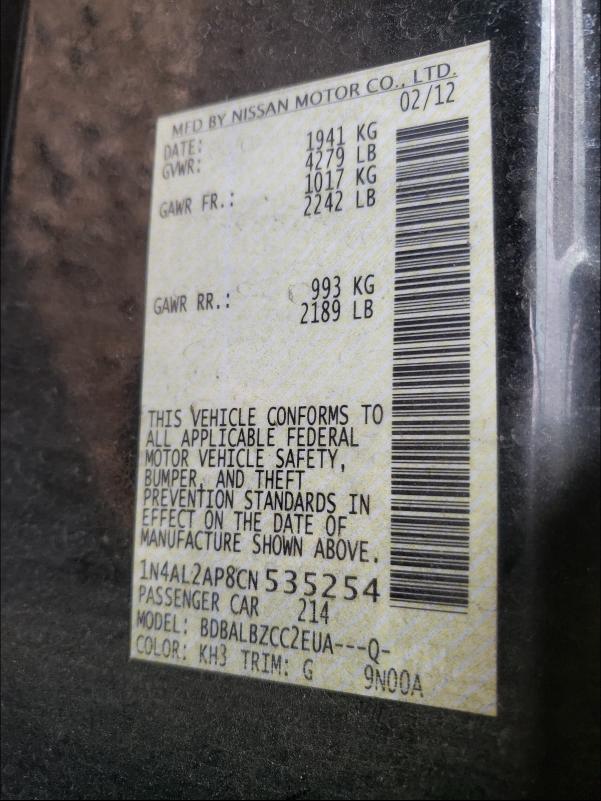 MFD BY NISSAN MOTOR CO., LTD.
DATE: 02/12
GVWR: 1941 KG
4279 LB
GAWR FR.: 1017 KG
2242 LB
GAWR RR.: 993 KG
2189 LB
THIS VEHICLE CONFORMS TO
ALL APPLICABLE FEDERAL
MOTOR VEHICLE SAFETY,
BUMPER, AND THEFT
PREVENTION STANDARDS IN
EFFECT ON THE DATE OF
MANUFACTURE SHOWN ABOVE.
1N4AL2AP8CN 535254
PASSENGER CAR 214
MODEL: BDBALBZCC2EUA---Q-
COLOR: KH3 TRIM: G 9N00A